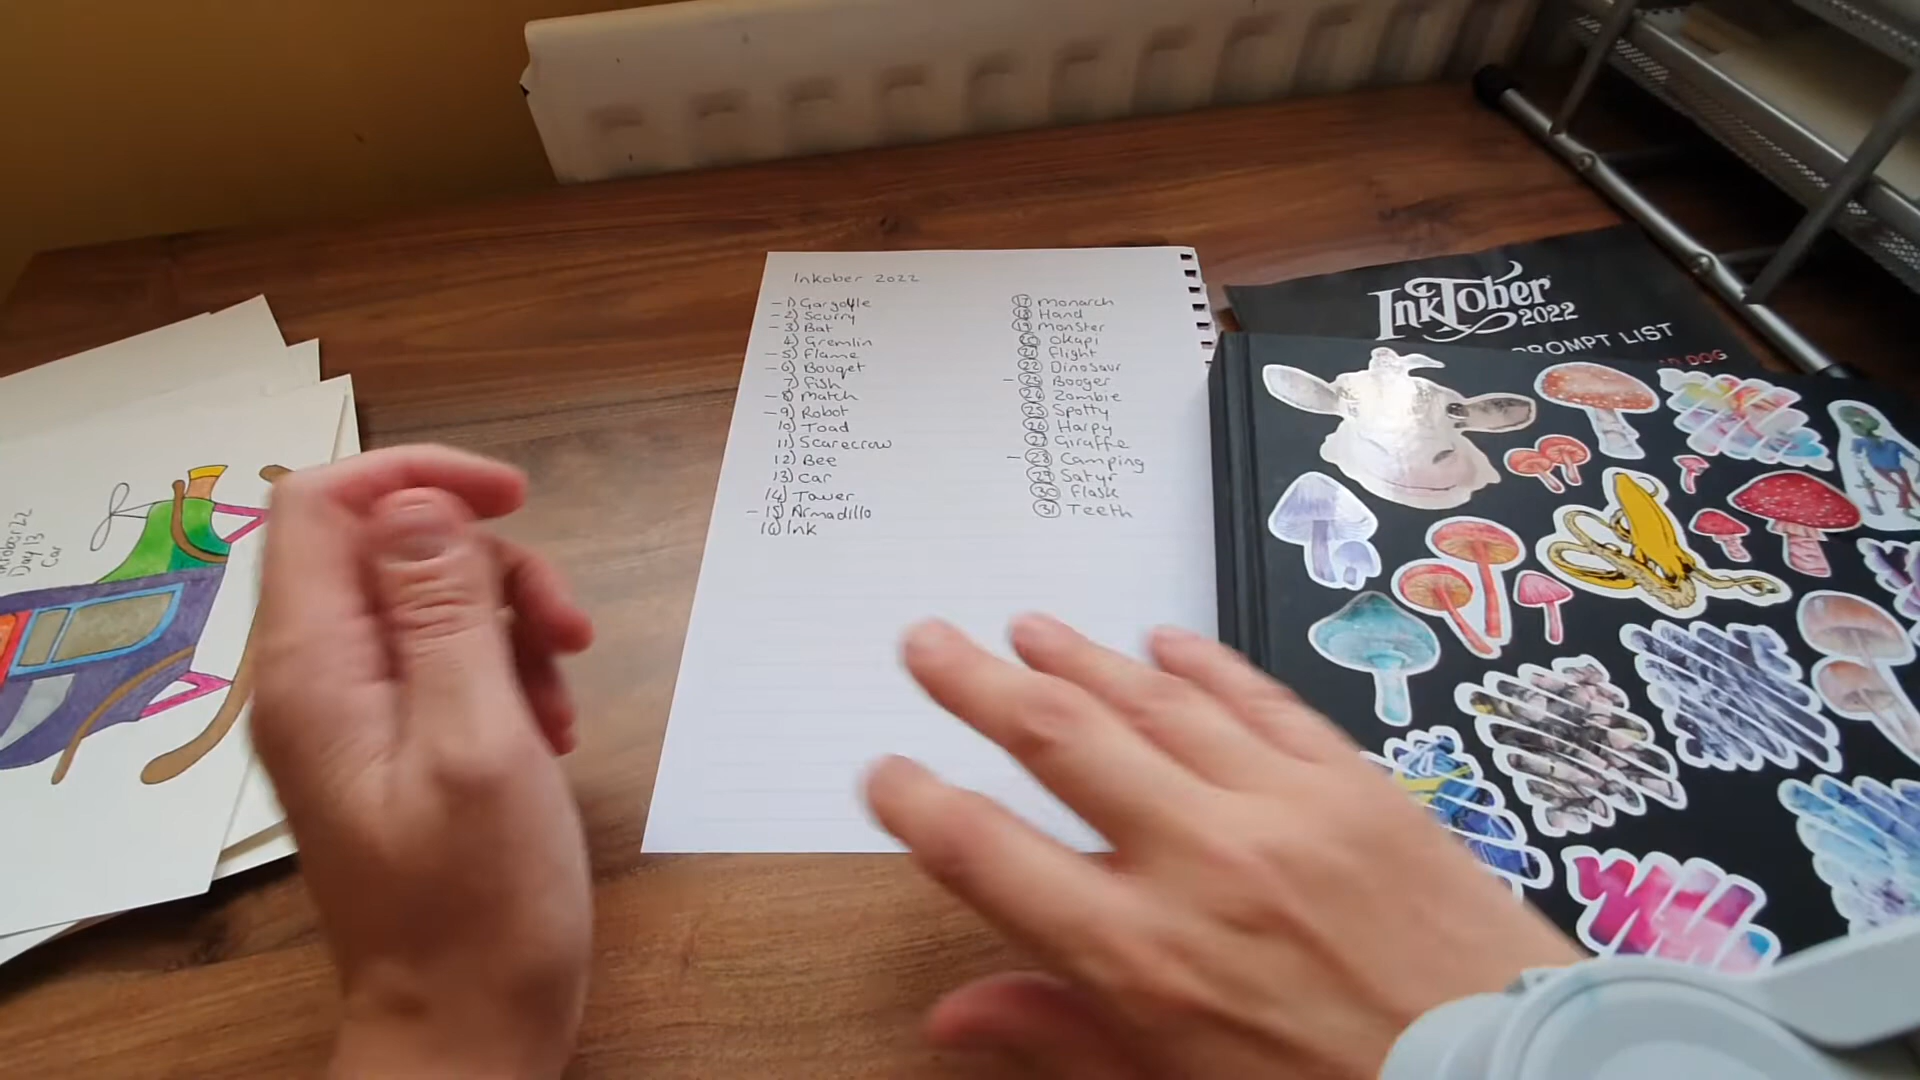 Inkober 2022
- 1) Gargoyle
- 2) Scurry
- 3) Bat
4) Gremlin
- 5) Flame
- 6) Bouqet
7) Fish
- 8) Match
- 9) Robot
10) Toad
11) Scarecrow
12) Bee
13) Car
14) Tower
- 15) Armadillo
16) Ink
17 Monarch
18 Hand
19 Monster
20 Okapi
21 Flight
22 Dinosaur
- 23 Booger
24 Zombie
25 Spotty
26 Harpy
27 Giraffe
- 28 Camping
29 Satyr
30 Flask
31 Teeth
InkTober
2022
PROMPT LIST
DOG
Day 13
Car